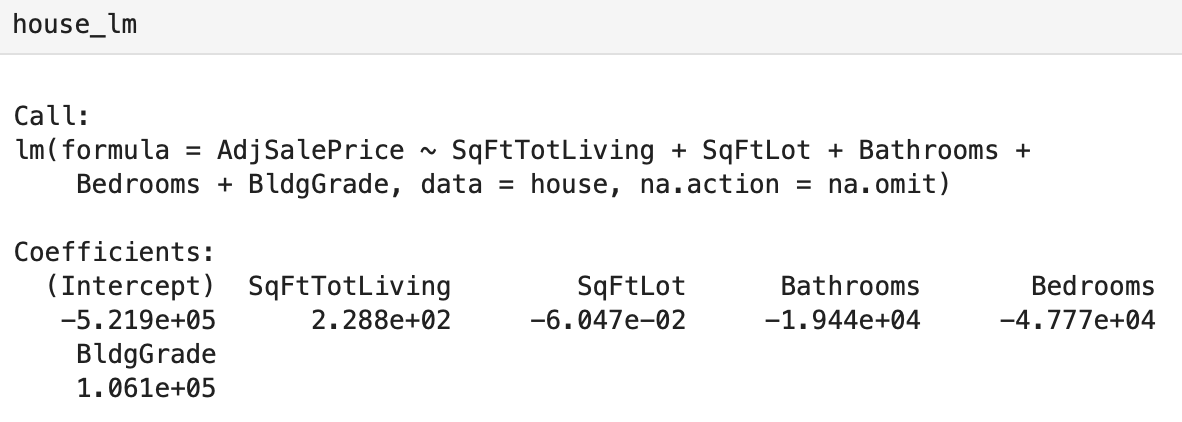 house_lm
Call:
lm(formula = AdjSalePrice ~ SqFtTotLiving + SqFtLot + Bathrooms +
    Bedrooms + BldgGrade, data = house, na.action = na.omit)
Coefficients:
  (Intercept)  SqFtTotLiving        SqFtLot      Bathrooms       Bedrooms
   −5.219e+05      2.288e+02     −6.047e−02     −1.944e+04     −4.777e+04
    BldgGrade
    1.061e+05